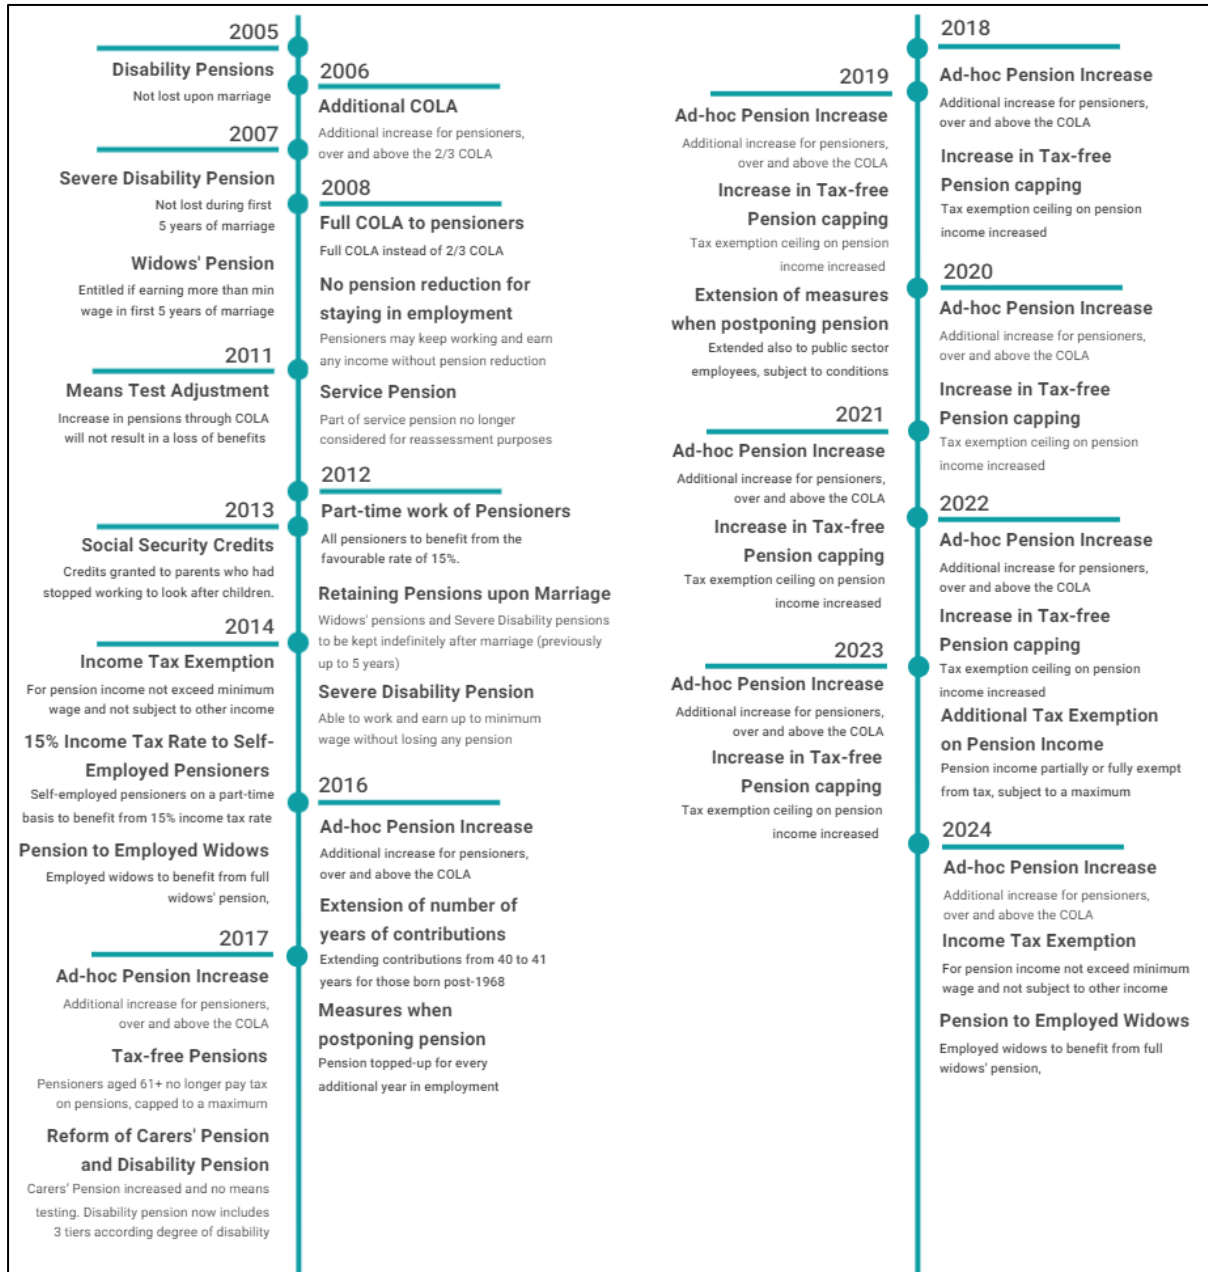 2005
Disability Pensions
Not lost upon marriage
2006
Additional COLA
Additional increase for pensioners,
over and above the 2/3 COLA
2007
Severe Disability Pension
Not lost during first
5 years of marriage
Widows' Pension
Entitled if earning more than min
wage in first 5 years of marriage
2008
Full COLA to pensioners
Full COLA instead of 2/3 COLA
No pension reduction for
staying in employment
Pensioners may keep working and earn
any income without pension reduction
Service Pension
Part of service pension no longer
considered for reassessment purposes
2011
Means Test Adjustment
Increase in pensions through COLA
will not result in a loss of benefits
2012
Part-time work of Pensioners
All pensioners to benefit from the
favourable rate of 15%.
Retaining Pensions upon Marriage
Widows' pensions and Severe Disability pensions
to be kept indefinitely after marriage (previously
up to 5 years)
Severe Disability Pension
Able to work and earn up to minimum
wage without losing any pension
2013
Social Security Credits
Credits granted to parents who had
stopped working to look after children.
2014
Income Tax Exemption
For pension income not exceed minimum
wage and not subject to other income
15% Income Tax Rate to Self-
Employed Pensioners
Self-employed pensioners on a part-time
basis to benefit from 15% income tax rate
Pension to Employed Widows
Employed widows to benefit from full
widows' pension,
2016
Ad-hoc Pension Increase
Additional increase for pensioners,
over and above the COLA
Extension of number of
years of contributions
Extending contributions from 40 to 41
years for those born post-1968
Measures when
postponing pension
Pension topped-up for every
additional year in employment
2017
Ad-hoc Pension Increase
Additional increase for pensioners,
over and above the COLA
Tax-free Pensions
Pensioners aged 61+ no longer pay tax
on pensions, capped to a maximum
Reform of Carers' Pension
and Disability Pension
Carers' Pension increased and no means
testing. Disability pension now includes
3 tiers according degree of disability
2018
Ad-hoc Pension Increase
Additional increase for pensioners,
over and above the COLA
Increase in Tax-free
Pension capping
Tax exemption ceiling on pension
income increased
2019
Ad-hoc Pension Increase
Additional increase for pensioners,
over and above the COLA
Increase in Tax-free
Pension capping
Tax exemption ceiling on pension
income increased
Extension of measures
when postponing pension
Extended also to public sector
employees, subject to conditions
2020
Ad-hoc Pension Increase
Additional increase for pensioners,
over and above the COLA
Increase in Tax-free
Pension capping
Tax exemption ceiling on pension
income increased
2021
Ad-hoc Pension Increase
Additional increase for pensioners,
over and above the COLA
Increase in Tax-free
Pension capping
Tax exemption ceiling on pension
income increased
2022
Ad-hoc Pension Increase
Additional increase for pensioners,
over and above the COLA
Increase in Tax-free
Pension capping
Tax exemption ceiling on pension
income increased
Additional Tax Exemption
on Pension Income
Pension income partially or fully exempt
from tax, subject to a maximum
2023
Ad-hoc Pension Increase
Additional increase for pensioners,
over and above the COLA
Increase in Tax-free
Pension capping
Tax exemption ceiling on pension
income increased
2024
Ad-hoc Pension Increase
Additional increase for pensioners,
over and above the COLA
Income Tax Exemption
For pension income not exceed minimum
wage and not subject to other income
Pension to Employed Widows
Employed widows to benefit from full
widows' pension,